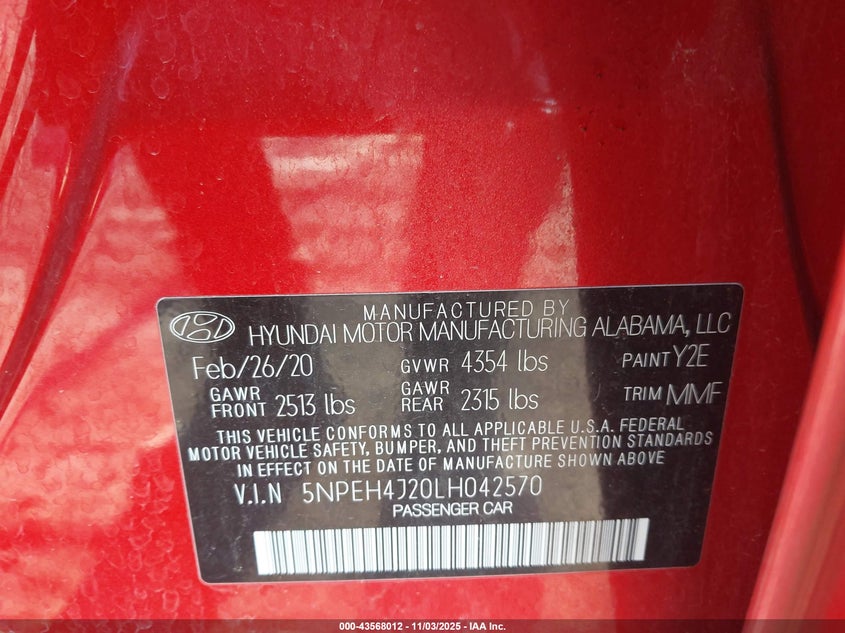 MANUFACTURED BY
HYUNDAI MOTOR MANUFACTURING ALABAMA, LLC
Feb/26/20 GVWR 4354 lbs PAINT Y2E
GAWR FRONT 2513 lbs GAWR REAR 2315 lbs TRIM MMF
THIS VEHICLE CONFORMS TO ALL APPLICABLE U.S.A. FEDERAL
MOTOR VEHICLE SAFETY, BUMPER, AND THEFT PREVENTION STANDARDS
IN EFFECT ON THE DATE OF MANUFACTURE SHOWN ABOVE
V.I.N 5NPEH4J20LH042570
PASSENGER CAR
000-43568012 - 11/03/2025 - IAA Inc.